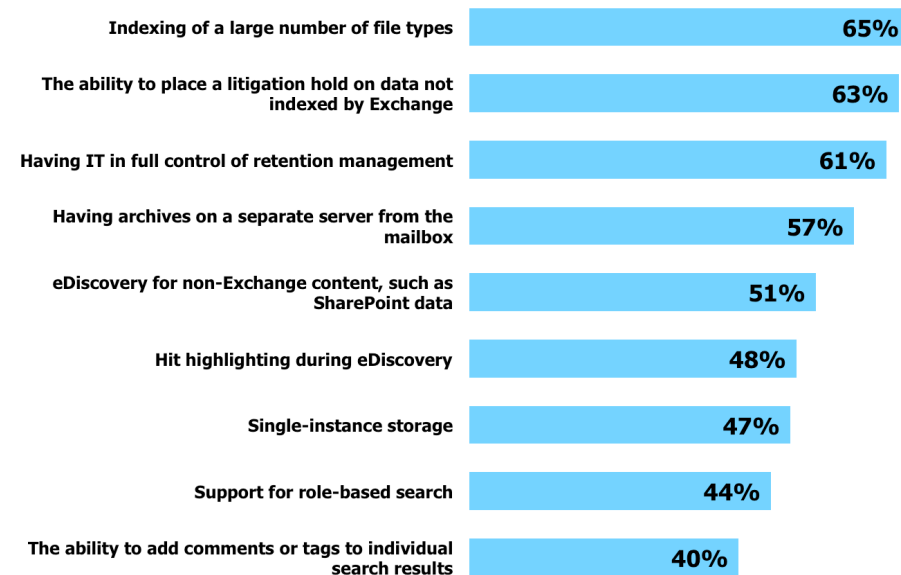 Indexing of a large number of file types
65%
The ability to place a litigation hold on data not
indexed by Exchange
63%
Having IT in full control of retention management
61%
Having archives on a separate server from the
mailbox
57%
eDiscovery for non-Exchange content, such as
SharePoint data
51%
Hit highlighting during eDiscovery
48%
Single-instance storage
47%
Support for role-based search
44%
The ability to add comments or tags to individual
search results
40%